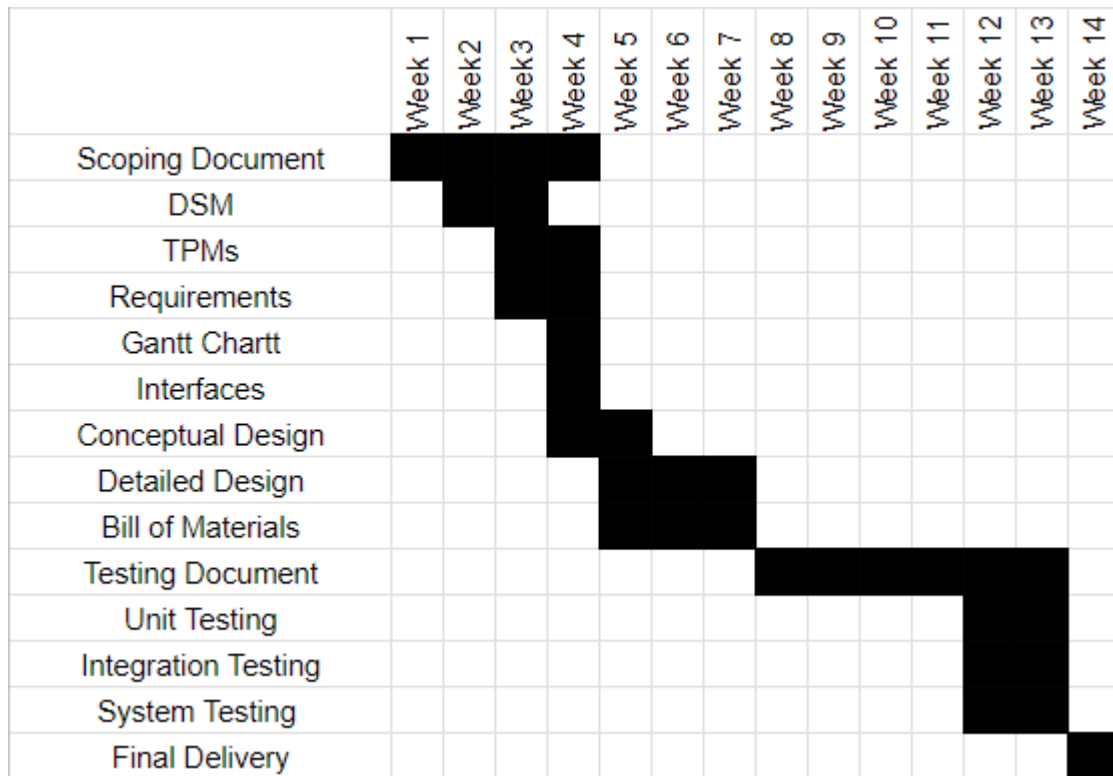 Week 1
Week2
Week3
Week 4
Week 5
Week 6
Week 7
Week 8
Week 9
Week 10
Week 11
Week 12
Week 13
Week 14
Scoping Document
DSM
TPMs
Requirements
Gantt Chartt
Interfaces
Conceptual Design
Detailed Design
Bill of Materials
Testing Document
Unit Testing
Integration Testing
System Testing
Final Delivery